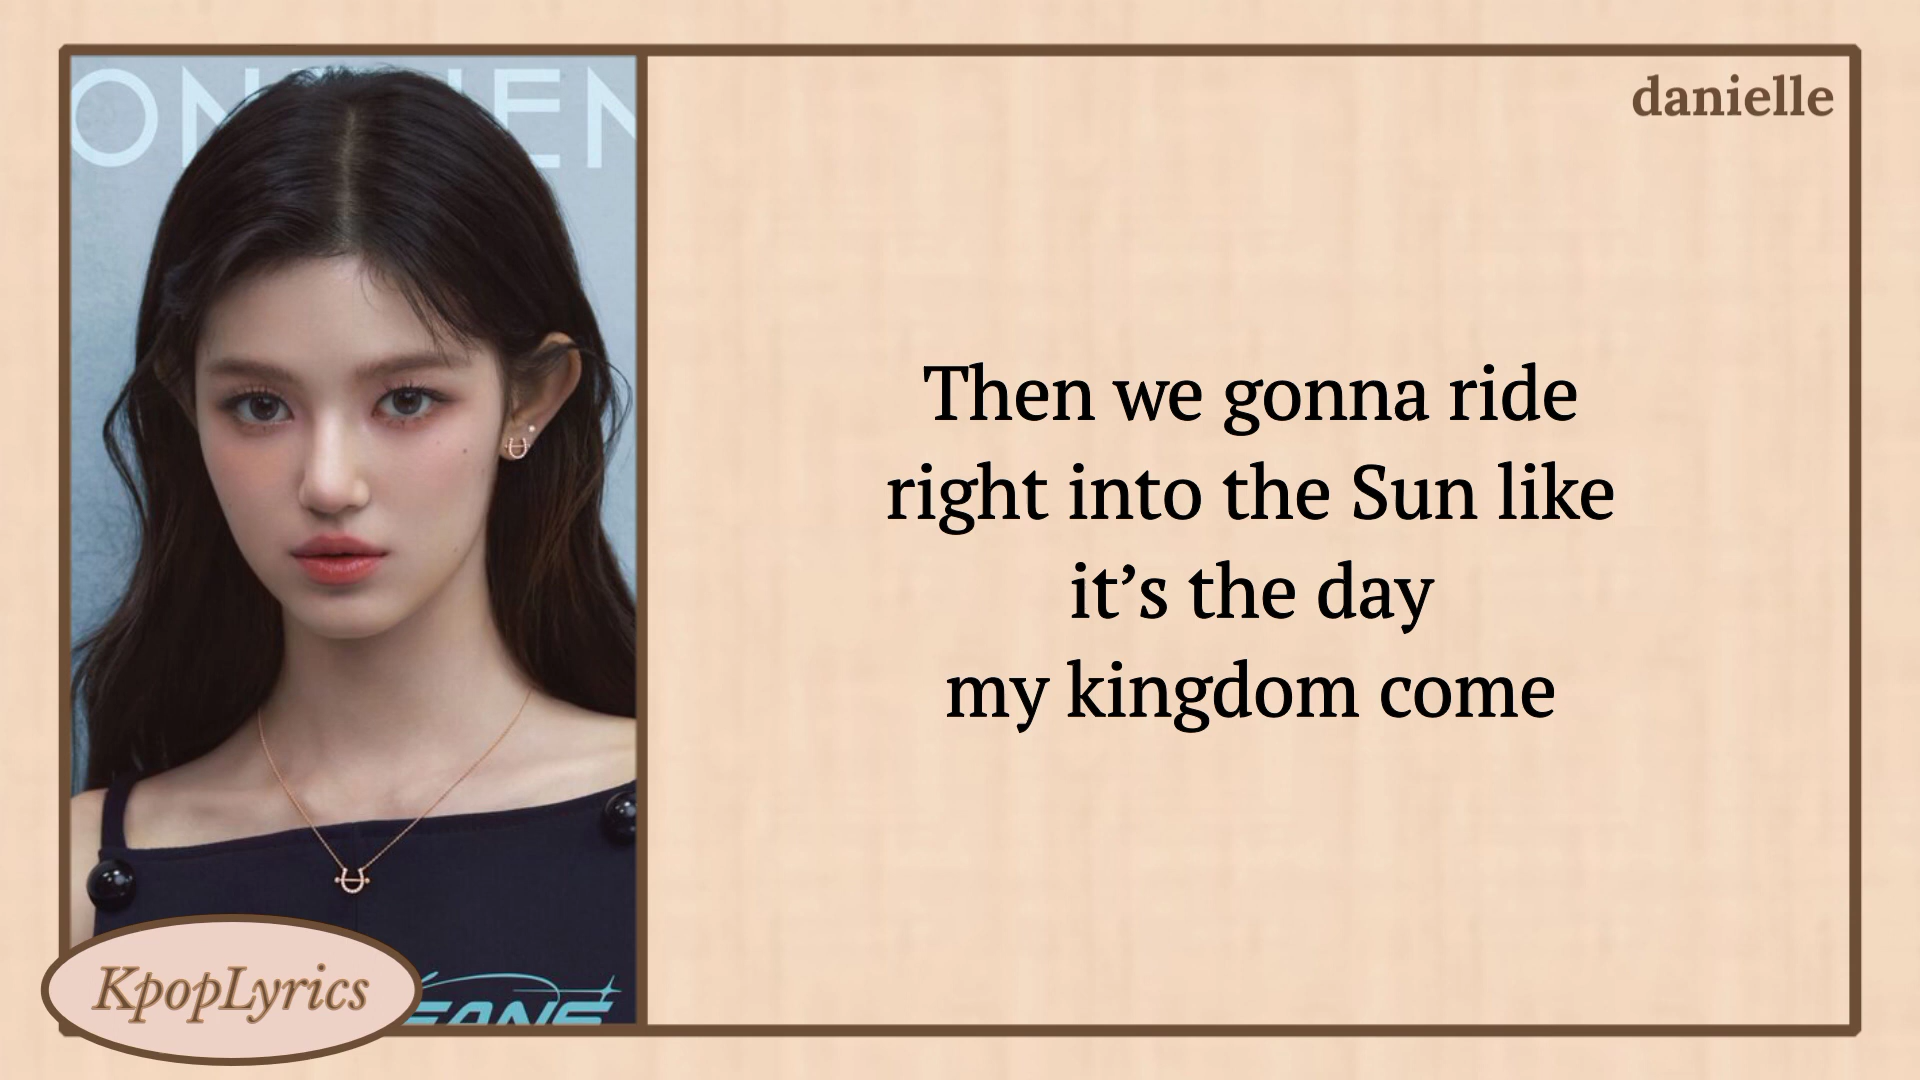 danielle
Then we gonna ride
right into the Sun like
it’s the day
my kingdom come
KpopLyrics